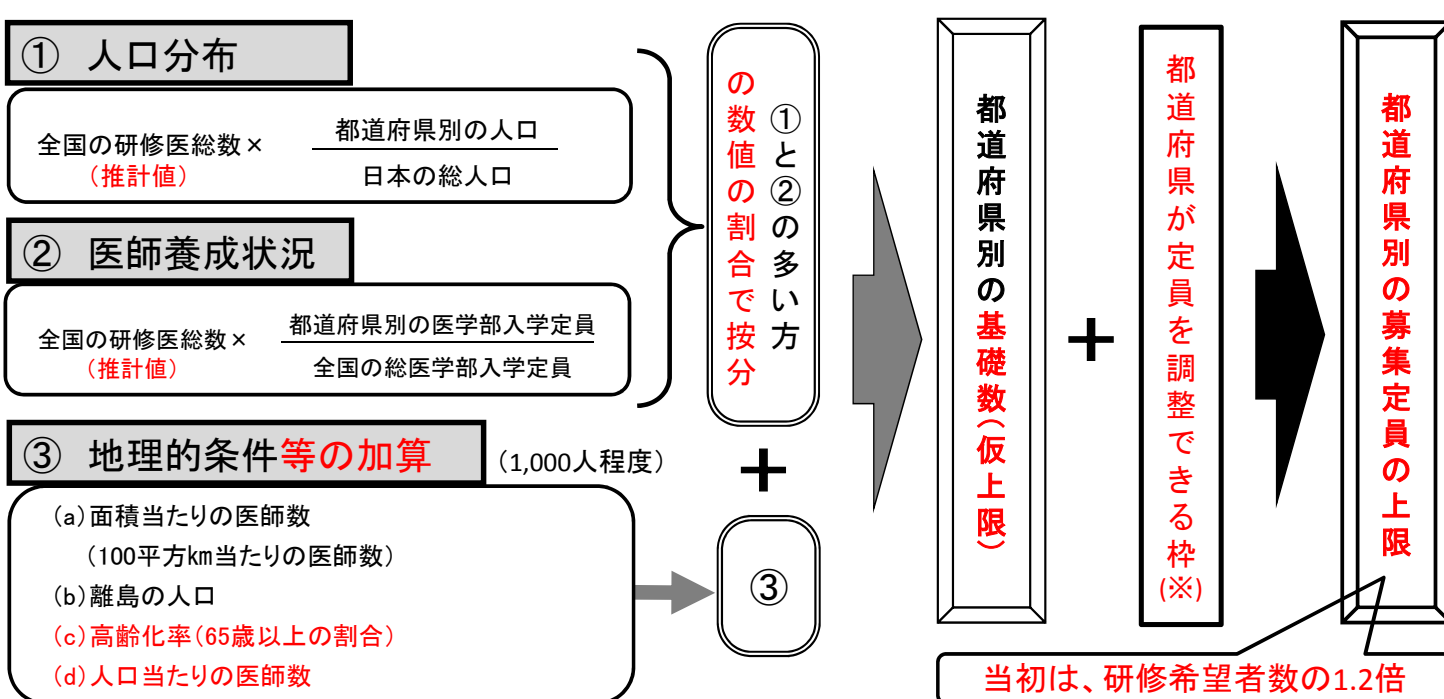 ① 人口分布
全国の研修医総数×
（推計値）
都道府県別の人口
日本の総人口
② 医師養成状況
全国の研修医総数×
（推計値）
都道府県別の医学部入学定員
全国の総医学部入学定員
③ 地理的条件等の加算
（1,000人程度）
（a）面積当たりの医師数
（100平方㎞当たりの医師数）
（b）離島の人口
（c）高齢化率（65歳以上の割合）
（d）人口当たりの医師数
①と②の多い方
の数値の割合で按分
＋
③
都道府県別の基礎数（仮上限）
＋
都道府県が定員を調整できる枠
(※)
都道府県別の募集定員の上限
当初は、研修希望者数の1.2倍